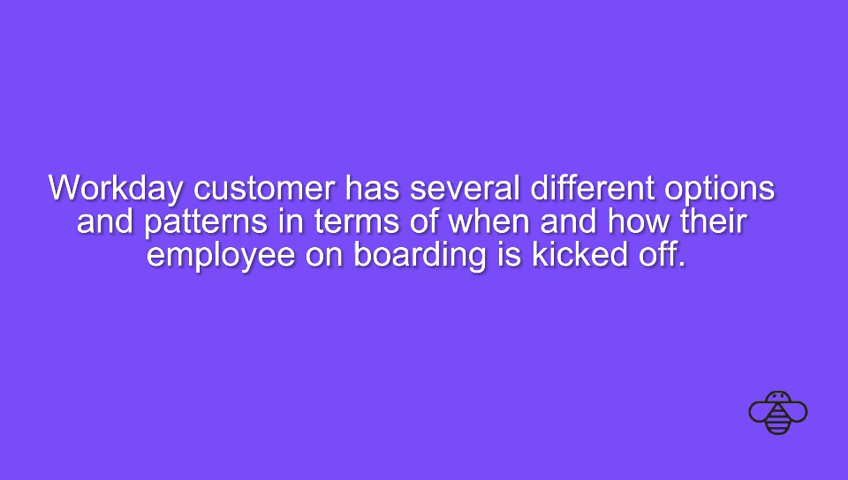 Workday customer has several different options
and patterns in terms of when and how their
employee on boarding is kicked off.